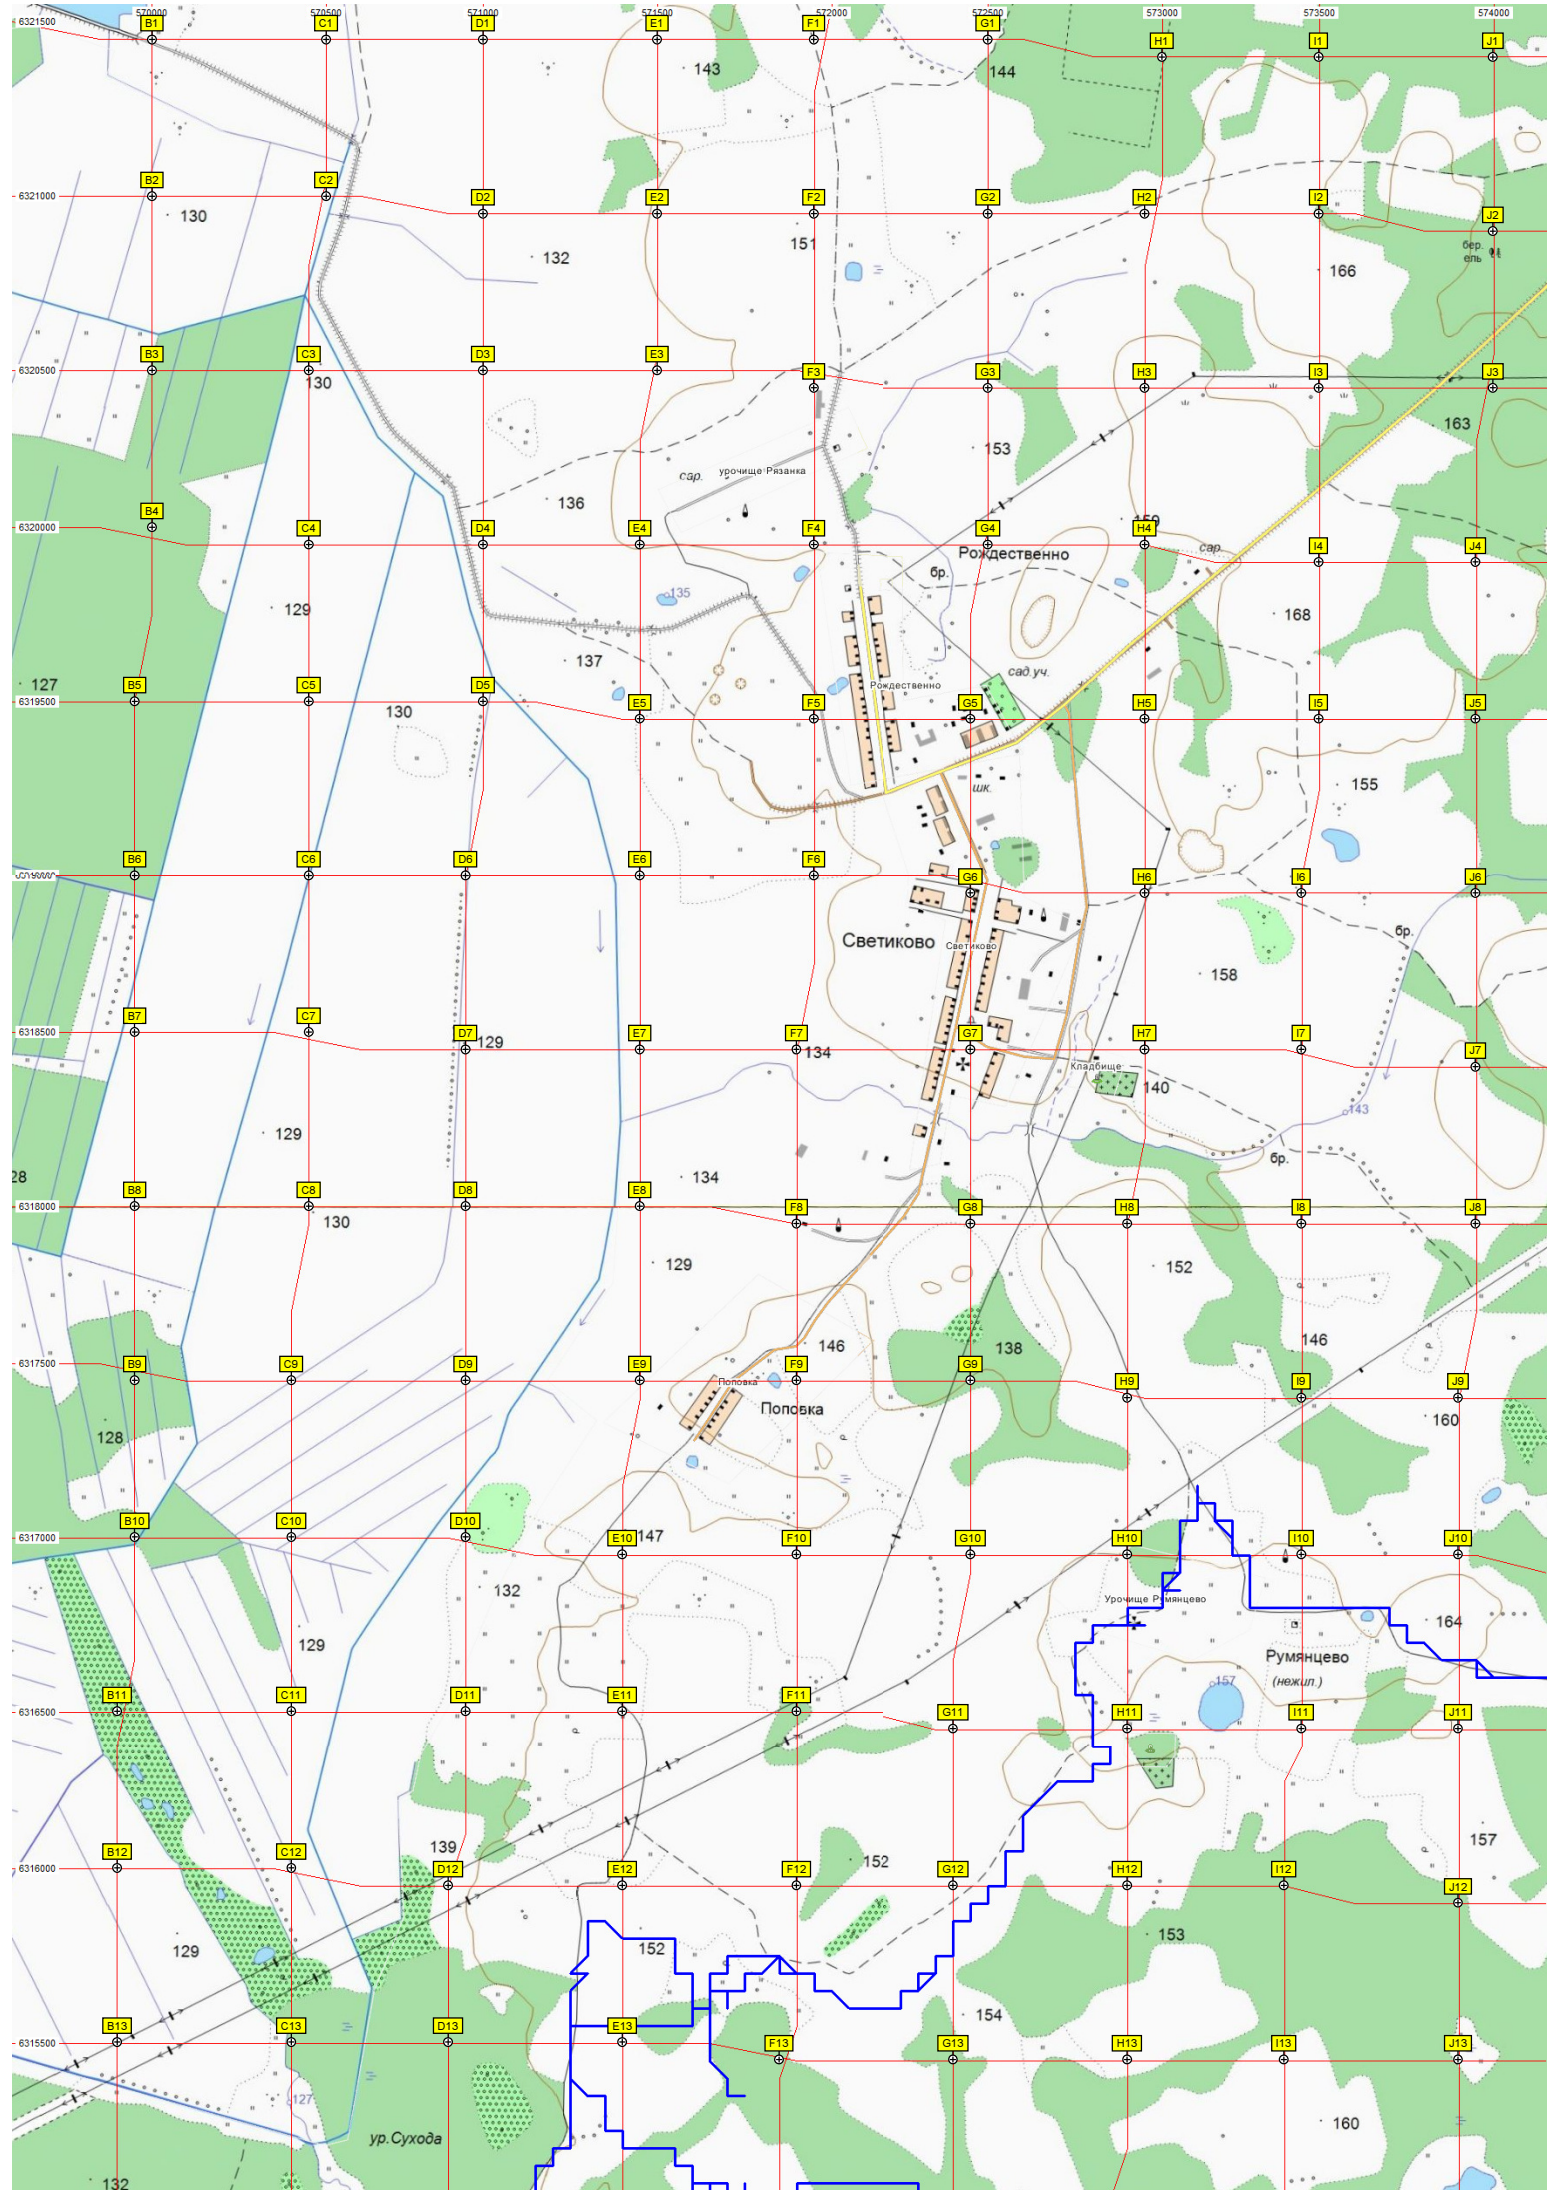 570000 570500 571000 571500 572000 572500 573000 573500 574000
6321500 B1 C1 D1 E1 F1 G1 H1 I1 J1
143 144
6321000 B2 C2 D2 E2 F2 G2 H2 I2 J2
130 132 151 166
бер.
ель
6320500 B3 C3 D3 E3 F3 G3 H3 I3 J3
130
163
153
сар. урочище Рязанка
136
6320000 B4 C4 D4 E4 F4 G4 H4 I4 J4
159
Рождественно
сар.
бр.
135
129
168
137
сад.уч.
127
Рождественно
6319500 B5 C5 D5 E5 F5 G5 H5 I5 J5
130
155
шк.
6319000 B6 C6 D6 E6 F6 G6 H6 I6 J6
бр.
Светиково
Светиково
158
6318500 B7 C7 D7 E7 F7 G7 H7 I7 J7
129
134
Кладбище
140
143
129
бр.
28
134
6318000 B8 C8 D8 E8 F8 G8 H8 I8 J8
130
129
152
146
138
146
6317500 B9 C9 D9 E9 F9 G9 H9 I9 J9
Поповка
Поповка
160
128
6317000 B10 C10 D10 E10 F10 G10 H10 I10 J10
147
132
Урочище Румянцево
164
129
Румянцево
(нежил.)
157
6316500 B11 C11 D11 E11 F11 G11 H11 I11 J11
157
139
152
6316000 B12 C12 D12 E12 F12 G12 H12 I12 J12
153
129
152
154
6315500 B13 C13 D13 E13 F13 G13 H13 I13 J13
127
160
ур.Сухода
132